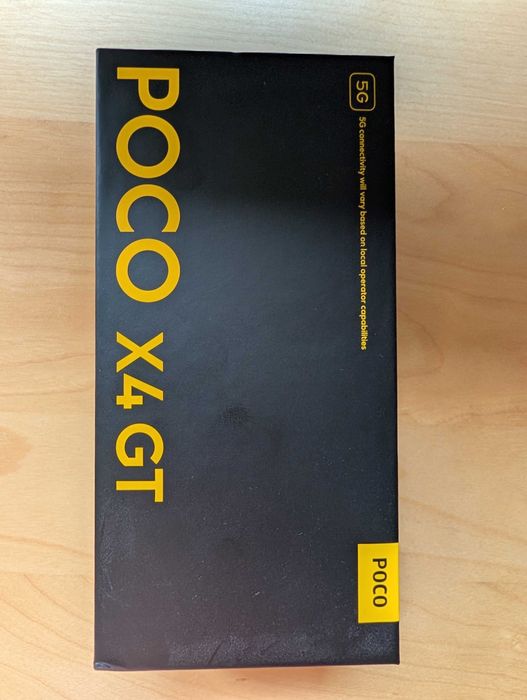 5G
5G connectivity will vary based on local operator capabilities
POCO X4 GT
POCO